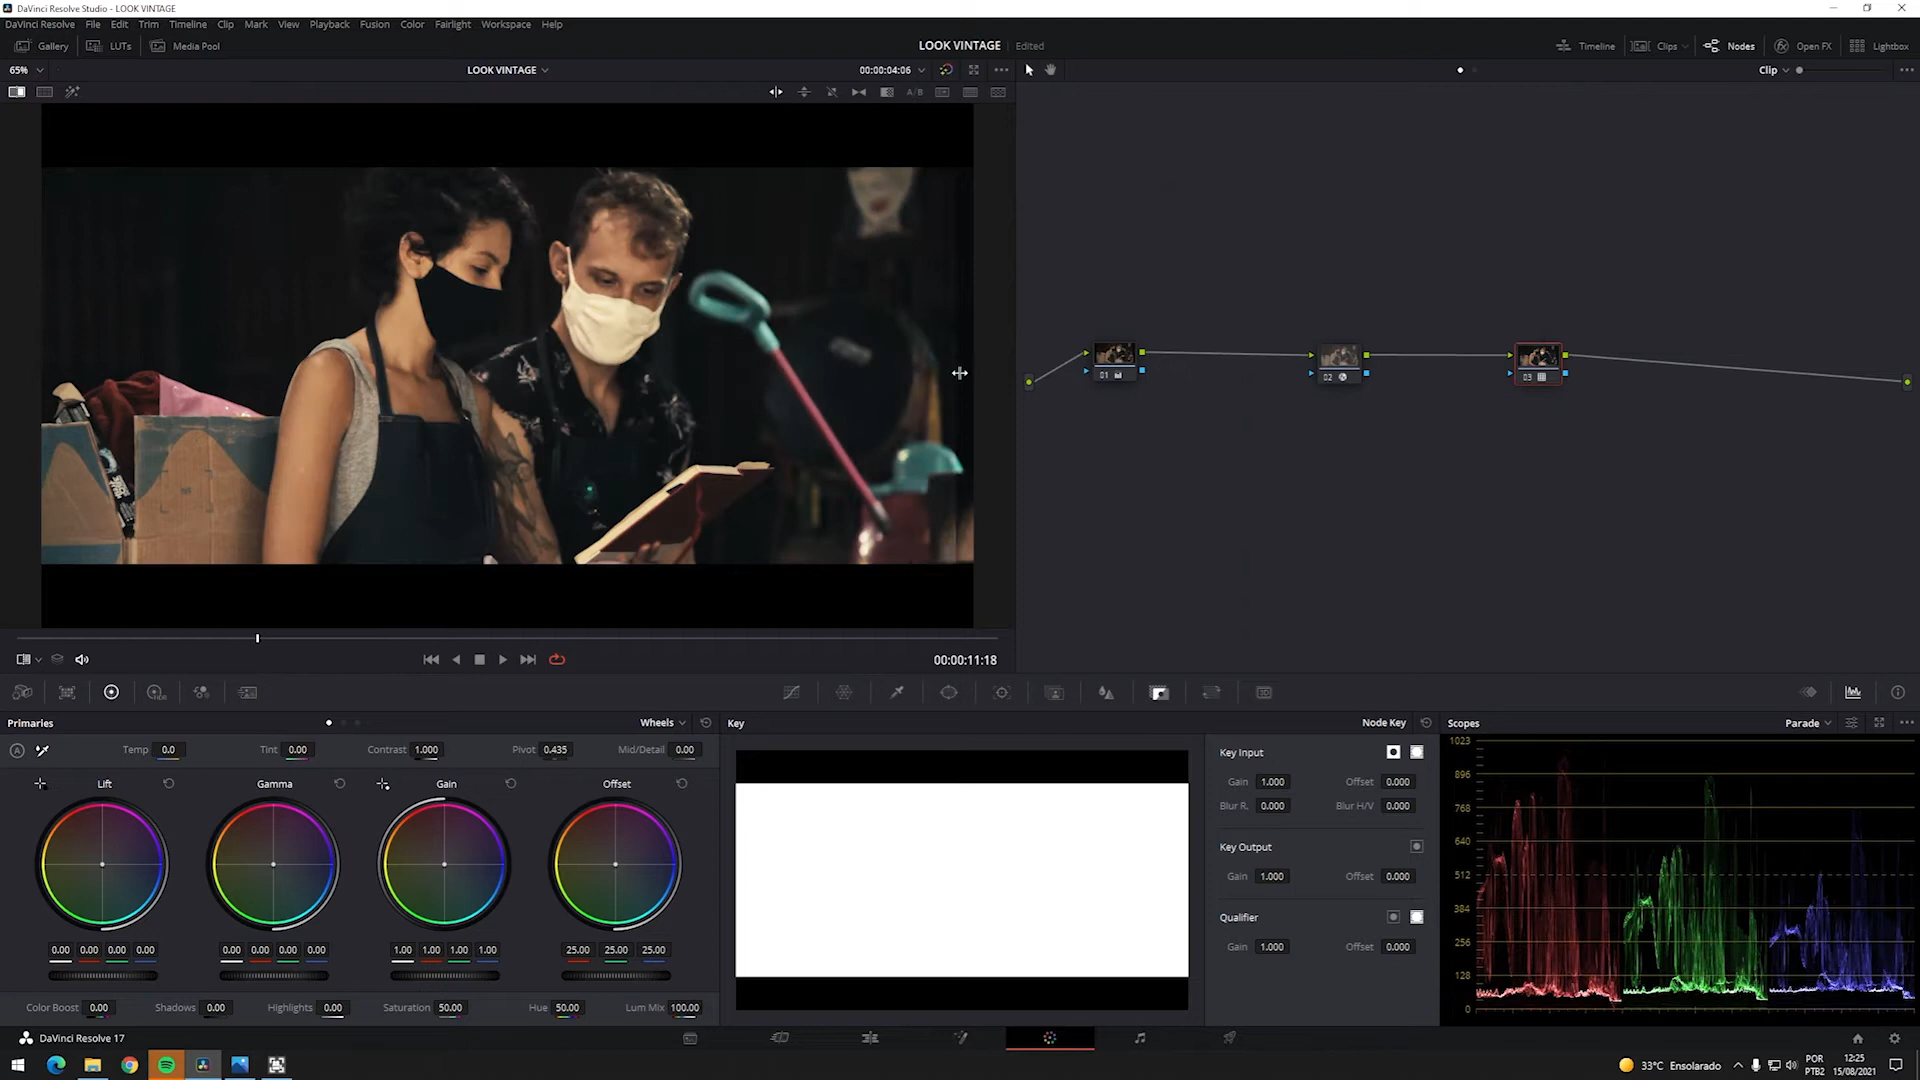 DaVinci Resolve Studio - LOOK VINTAGE
DaVinci Resolve File Edit Trim Timeline Clip Mark View Playback Fusion Color Fairlight Workspace Help
Gallery LUTs Media Pool LOOK VINTAGE Edited Timeline Clips Nodes Open FX Lightbox
65% LOOK VINTAGE 00:00:04:06 Clip
A/B
01 02 03
00:00:11:18
HDR 3D
Primaries Wheels Key Node Key Scopes Parade
A Temp 0.0 Tint 0.00 Contrast 1.000 Pivot 0.435 Mid/Detail 0.00
Lift Gamma Gain Offset
0.00 0.00 0.00 0.00 0.00 0.00 0.00 0.00 1.00 1.00 1.00 1.00 25.00 25.00 25.00
Color Boost 0.00 Shadows 0.00 Highlights 0.00 Saturation 50.00 Hue 50.00 Lum Mix 100.00
Key Input
Gain 1.000 Offset 0.000
Blur R. 0.000 Blur H/V 0.000
Key Output
Gain 1.000 Offset 0.000
Qualifier
Gain 1.000 Offset 0.000
1023
896
768
640
512
384
256
128
0
DaVinci Resolve 17
33°C Ensolarado
POR
PTB2
12:25
15/08/2021